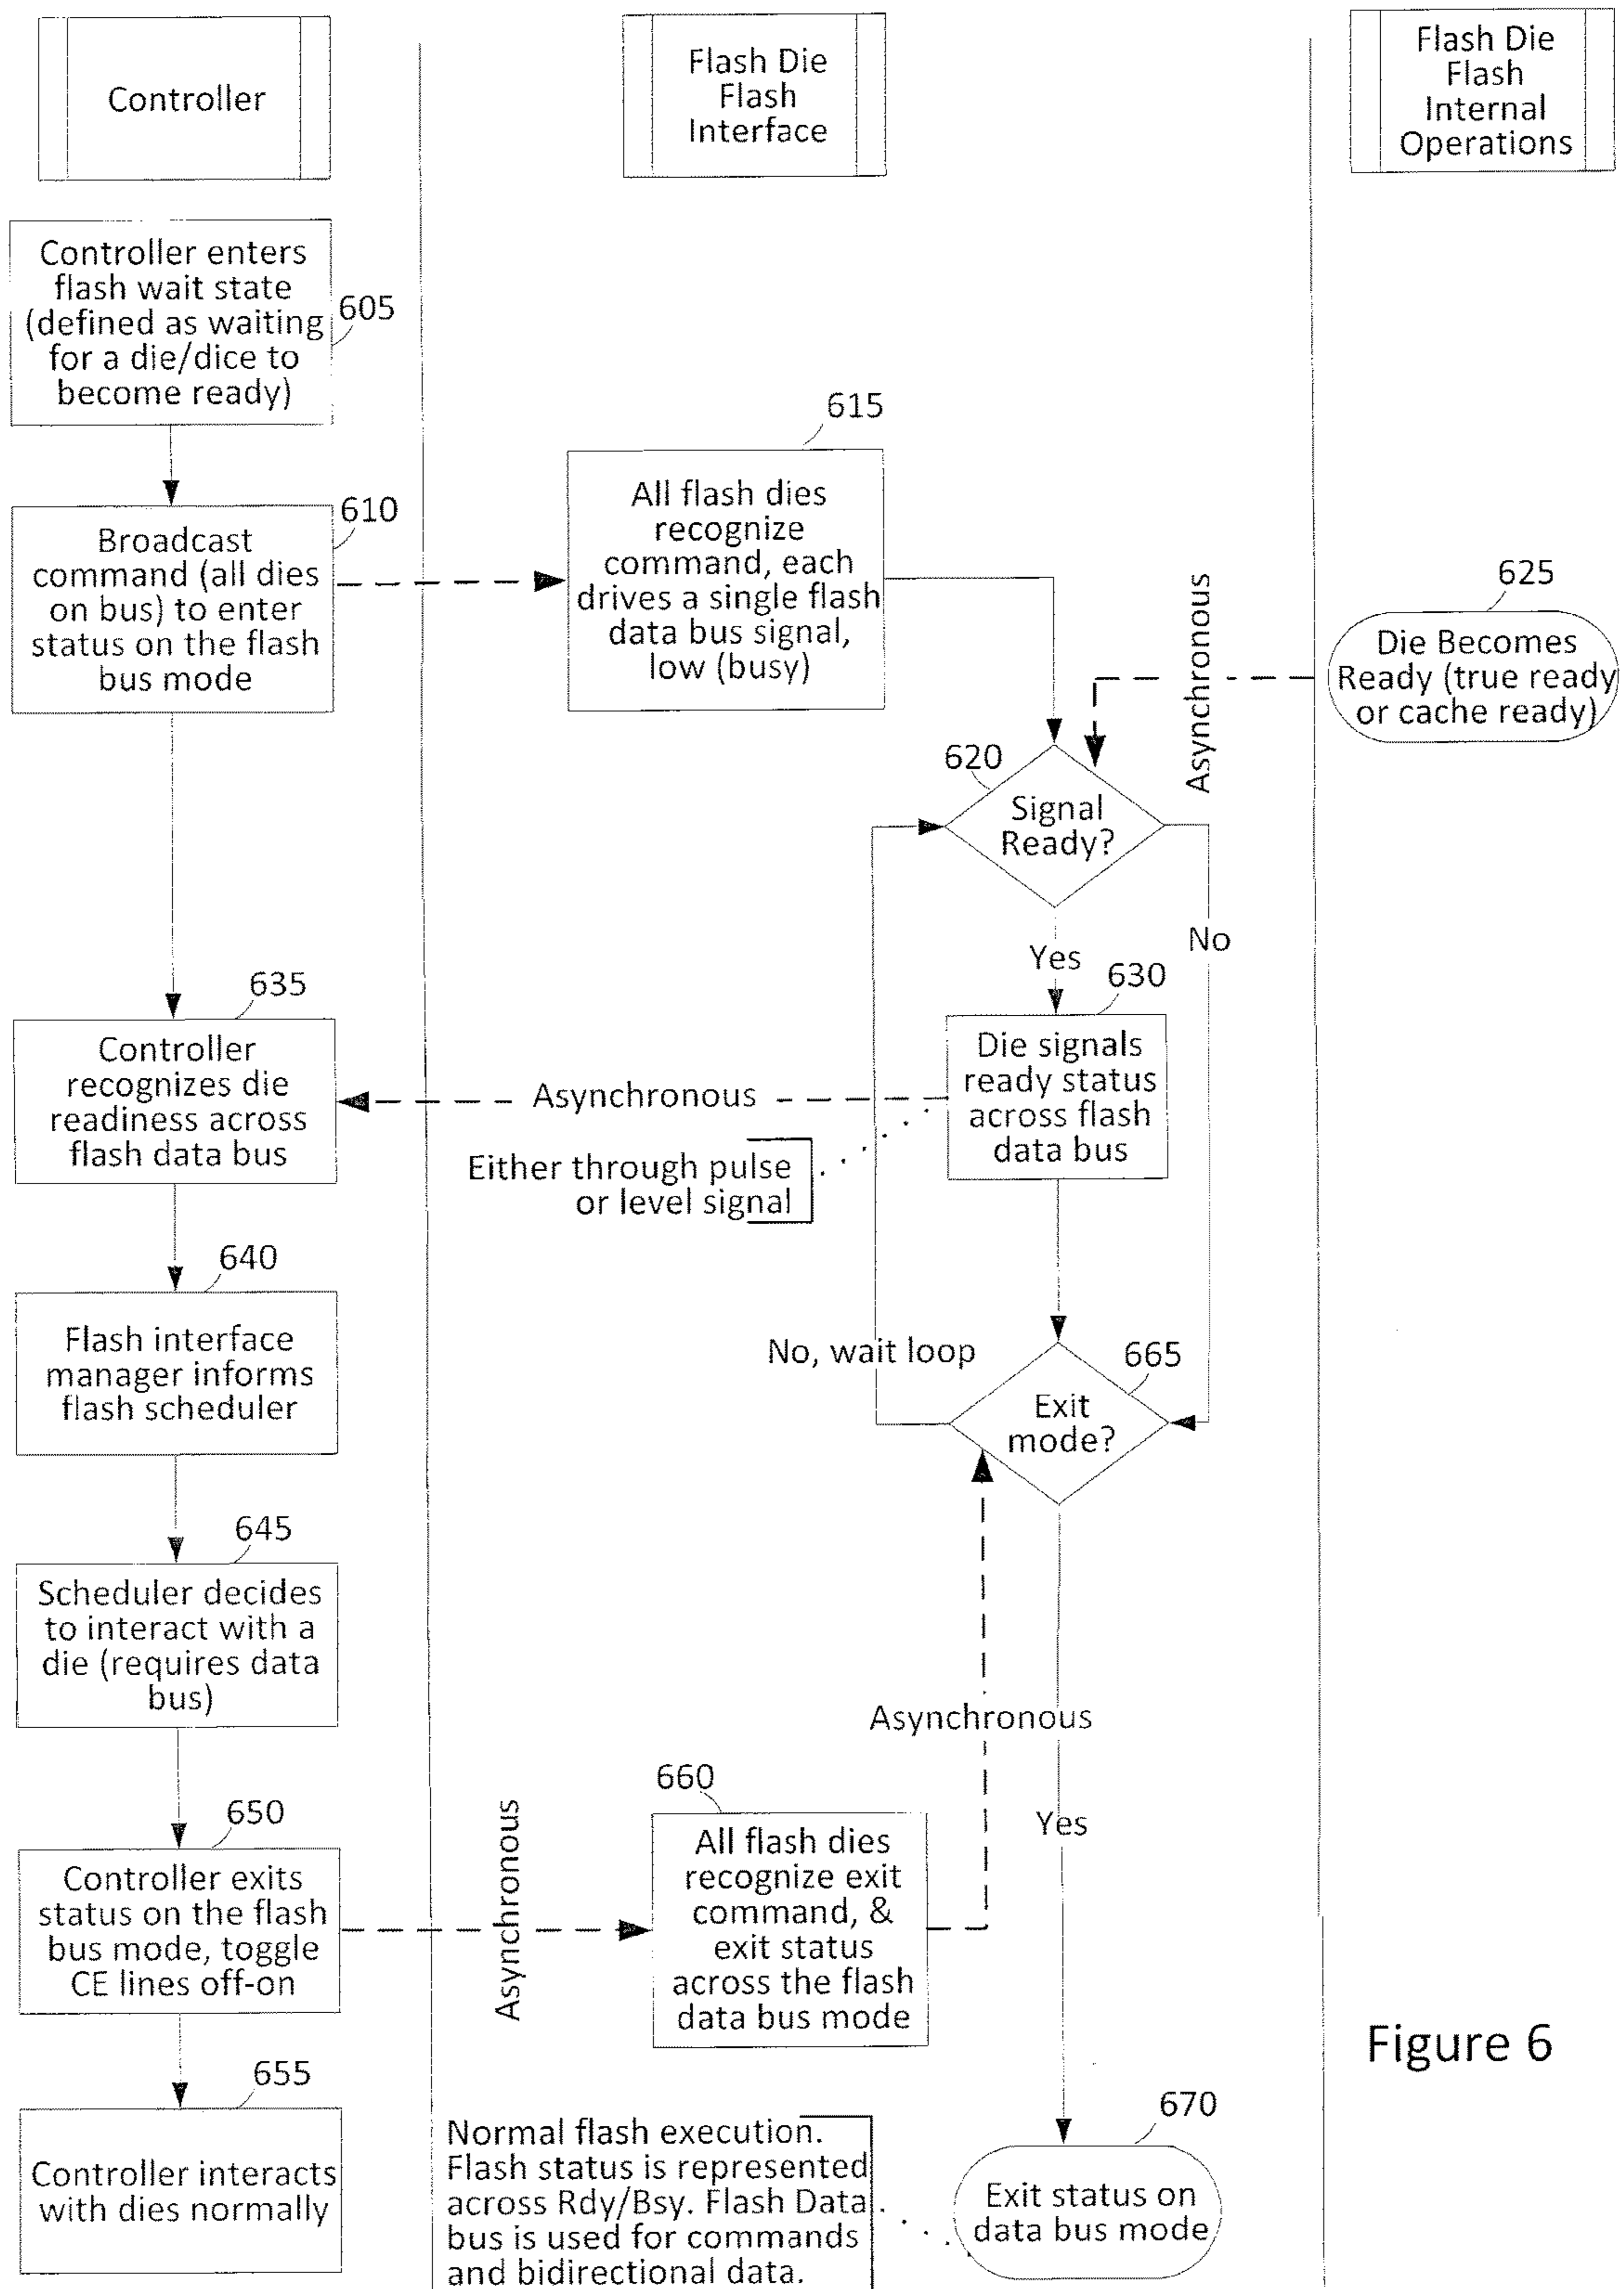 Controller
Flash Die
Flash
Interface
Flash Die
Flash
Internal
Operations
Controller enters
flash wait state
(defined as waiting
for a die/dice to
become ready)
605
Broadcast
command (all dies
on bus) to enter
status on the flash
bus mode
610
615
All flash dies
recognize
command, each
drives a single flash
data bus signal,
low (busy)
Asynchronous
625
Die Becomes
Ready (true ready
or cache ready)
620
Signal
Ready?
Yes
No
630
Die signals
ready status
across flash
data bus
635
Controller
recognizes die
readiness across
flash data bus
Asynchronous
Either through pulse
or level signal
640
Flash interface
manager informs
flash scheduler
No, wait loop
665
Exit
mode?
645
Scheduler decides
to interact with a
die (requires data
bus)
Asynchronous
Yes
650
Controller exits
status on the flash
bus mode, toggle
CE lines off-on
Asynchronous
660
All flash dies
recognize exit
command, &
exit status
across the flash
data bus mode
655
Controller interacts
with dies normally
Normal flash execution.
Flash status is represented
across Rdy/Bsy. Flash Data
bus is used for commands
and bidirectional data.
670
Exit status on
data bus mode
Figure 6